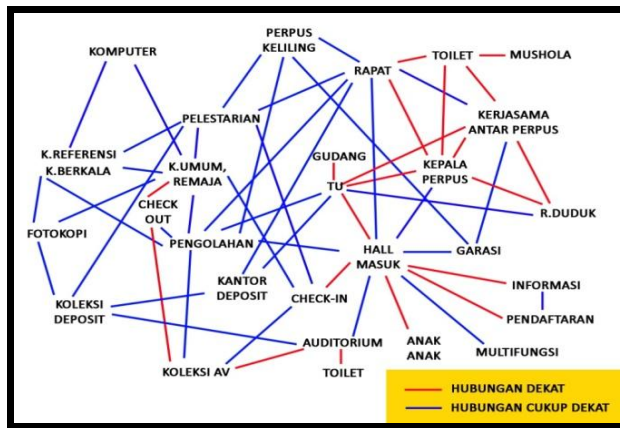 PERPUS
KELILING
KOMPUTER
RAPAT
TOILET
MUSHOLA
PELESTARIAN
KERJASAMA
ANTAR PERPUS
K.REFERENSI
K.BERKALA
K.UMUM,
REMAJA
GUDANG
TU
KEPALA
PERPUS
CHECK
OUT
R.DUDUK
FOTOKOPI
PENGOLAHAN
HALL
MASUK
GARASI
KANTOR
DEPOSIT
CHECK-IN
INFORMASI
KOLEKSI
DEPOSIT
PENDAFTARAN
AUDITORIUM
ANAK
ANAK
MULTIFUNGSI
KOLEKSI AV
TOILET
HUBUNGAN DEKAT
HUBUNGAN CUKUP DEKAT